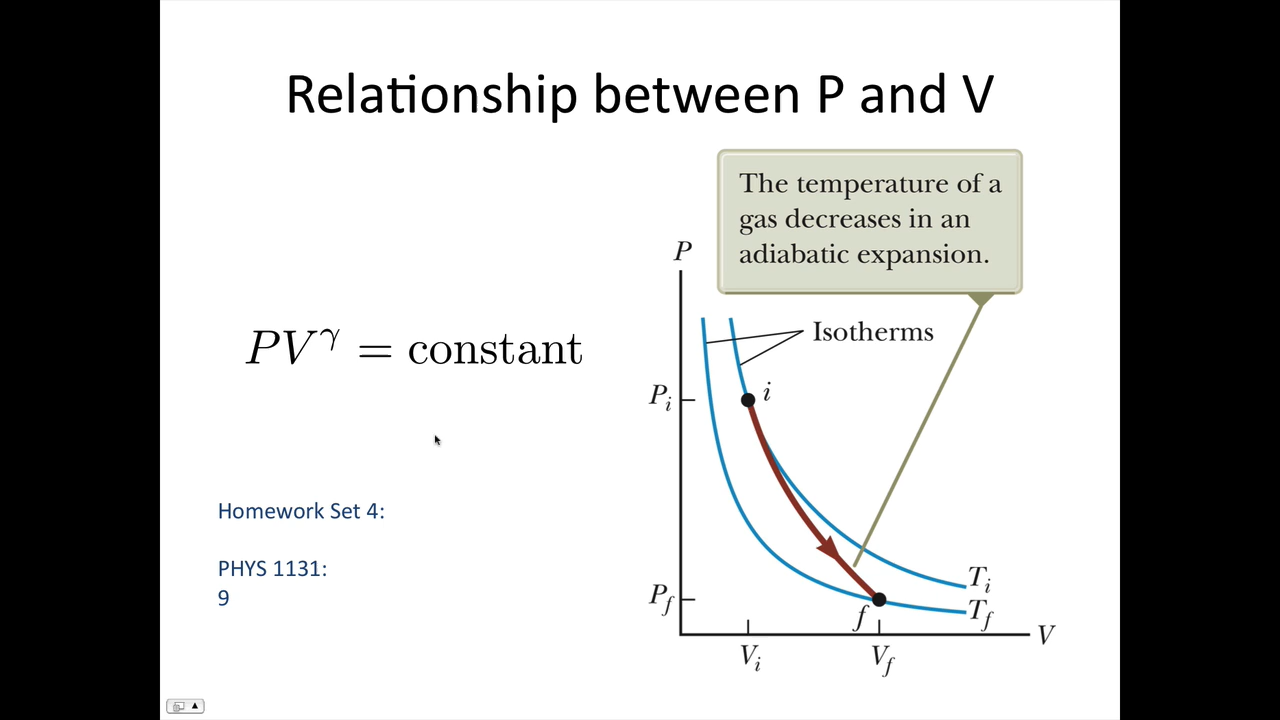 Relationship between P and V
The temperature of a
gas decreases in an
adiabatic expansion.
P
Isotherms
PV^γ = constant
P_i
i
Homework Set 4:
PHYS 1131:
9
T_i
P_f
f
T_f
V
V_i
V_f